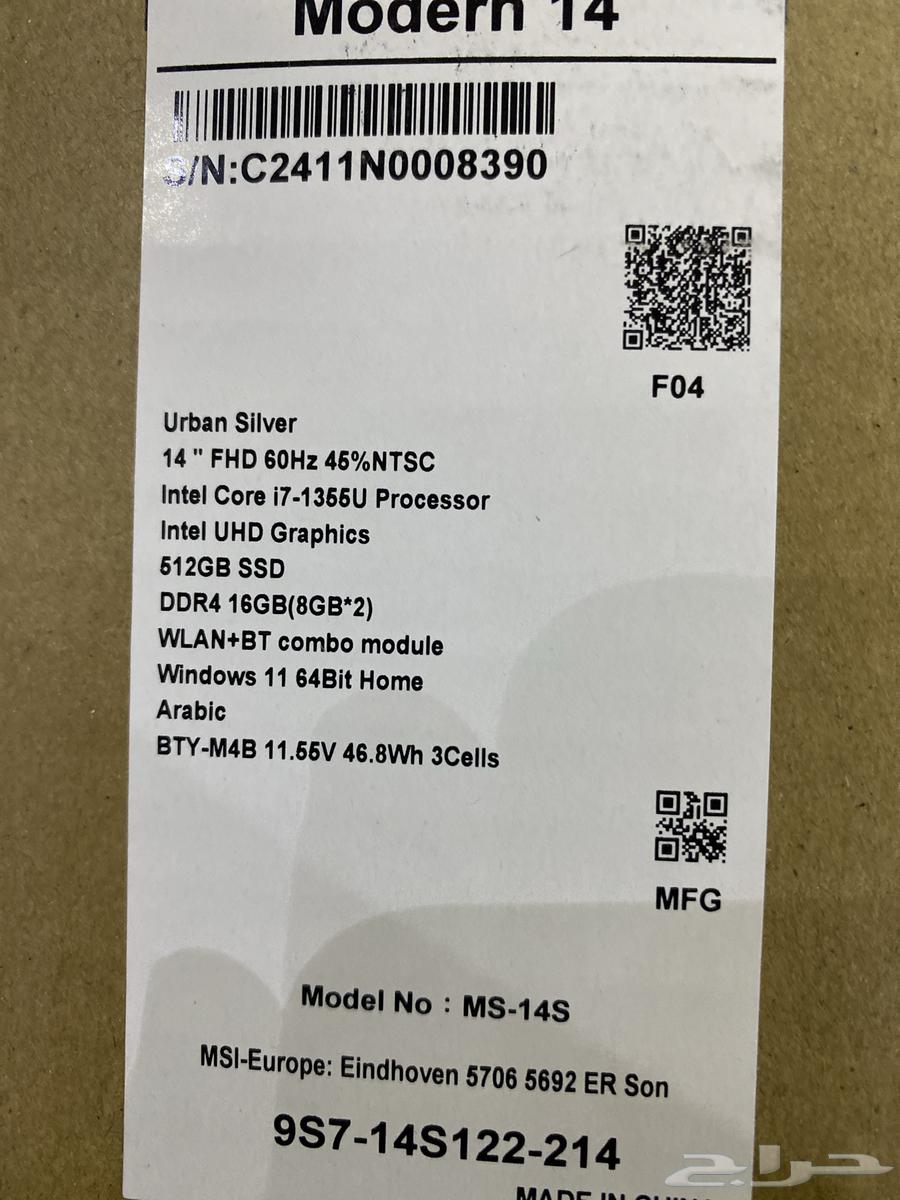 Modern 14
S/N:C2411N0008390
F04
Urban Silver
14 " FHD 60Hz 45%NTSC
Intel Core i7-1355U Processor
Intel UHD Graphics
512GB SSD
DDR4 16GB(8GB*2)
WLAN+BT combo module
Windows 11 64Bit Home
Arabic
BTY-M4B 11.55V 46.8Wh 3Cells
MFG
Model No : MS-14S
MSI-Europe: Eindhoven 5706 5692 ER Son
9S7-14S122-214
حراج
MADE IN CHINA